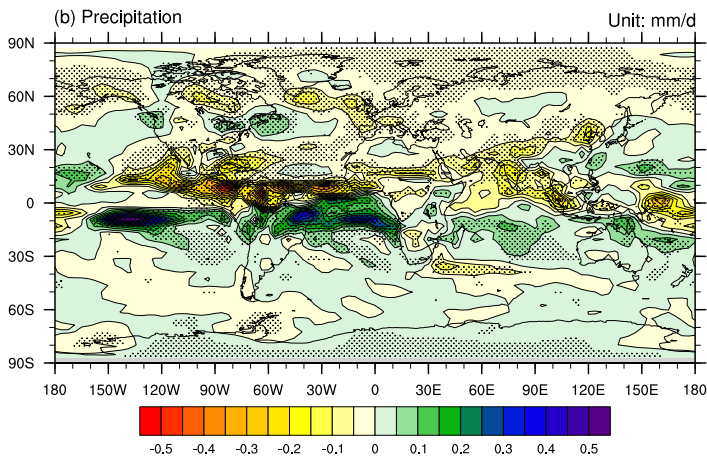 (b) Precipitation Unit: mm/d
90N
60N
30N
0
30S
60S
90S
180 150W 120W 90W 60W 30W 0 30E 60E 90E 120E 150E 180
-0.5 -0.4 -0.3 -0.2 -0.1 0 0.1 0.2 0.3 0.4 0.5